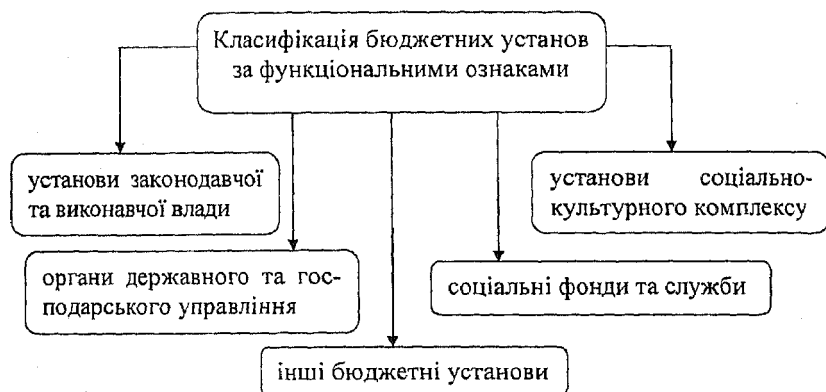 Класифікація бюджетних установ
за функціональними ознаками
установи законодавчої
та виконавчої влади
установи соціально-
культурного комплексу
органи державного та гос-
подарського управління
соціальні фонди та служби
інші бюджетні установи